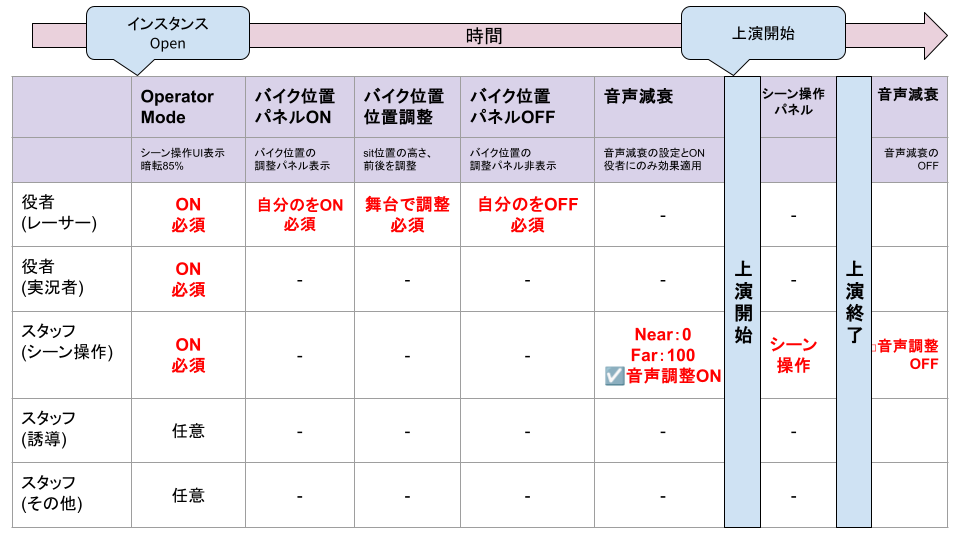 インスタンス
Open
時間
上演開始
Operator
Mode
バイク位置
パネルON
バイク位置
位置調整
バイク位置
パネルOFF
音声減衰
シーン操作
パネル
音声減衰
シーン操作UI表示
暗転85%
バイク位置の
調整パネル表示
sit位置の高さ、
前後を調整
バイク位置の
調整パネル非表示
音声減衰の設定とON
役者にのみ効果適用
音声減衰の
OFF
役者
(レーサー)
ON
必須
自分のをON
必須
舞台で調整
必須
自分のをOFF
必須
-
-
役者
(実況者)
ON
必須
-
-
-
-
-
上演開始
上演終了
スタッフ
(シーン操作)
ON
必須
-
-
-
Near:0
Far:100
☑音声調整ON
シーン
操作
□音声調整
OFF
スタッフ
(誘導)
任意
-
-
-
-
-
スタッフ
(その他)
任意
-
-
-
-
-